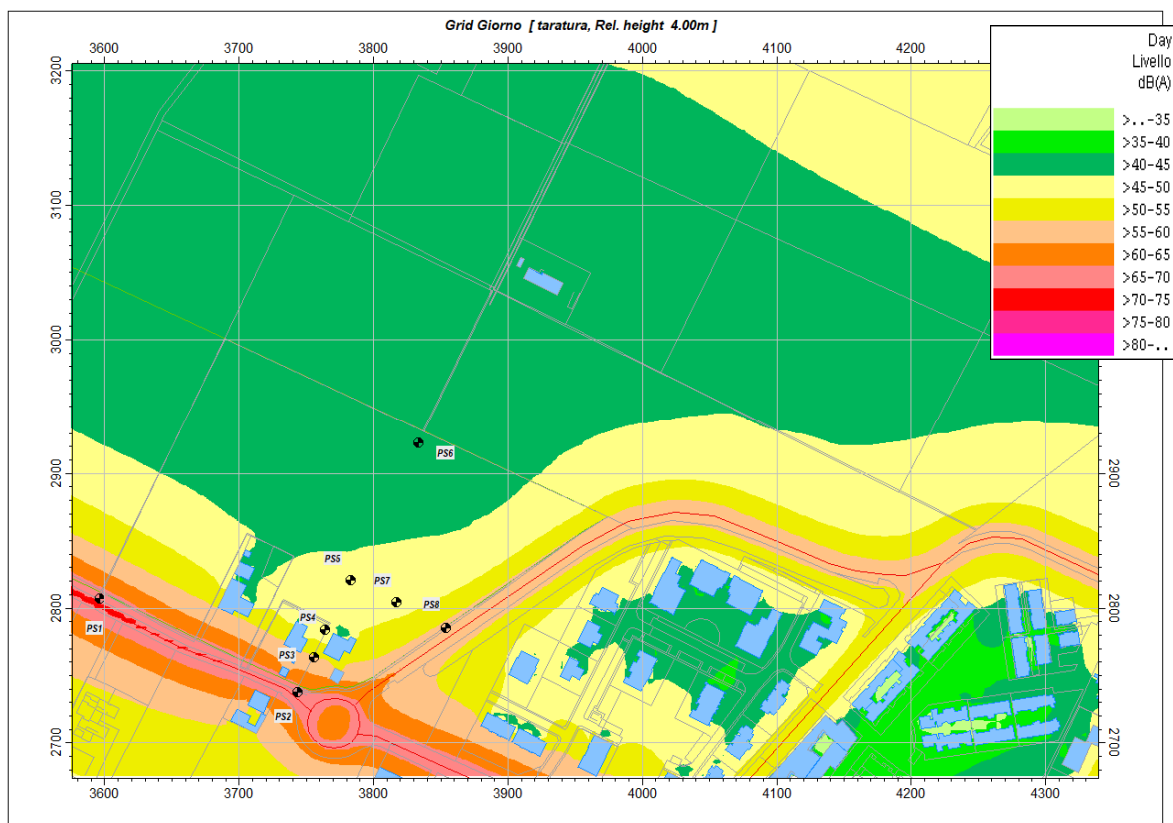 Grid Giorno [ taratura, Rel. height 4.00m ]
3600 3700 3800 3900 4000 4100 4200
Day
Livello
dB(A)
>..-35
>35-40
>40-45
>45-50
>50-55
>55-60
>60-65
>65-70
>70-75
>75-80
>80-..
3200
3100
3000
2900 2900
2800 2800
2700 2700
PS6
PS5
PS7
PS8
PS4
PS1
PS3
PS2
3600 3700 3800 3900 4000 4100 4200 4300